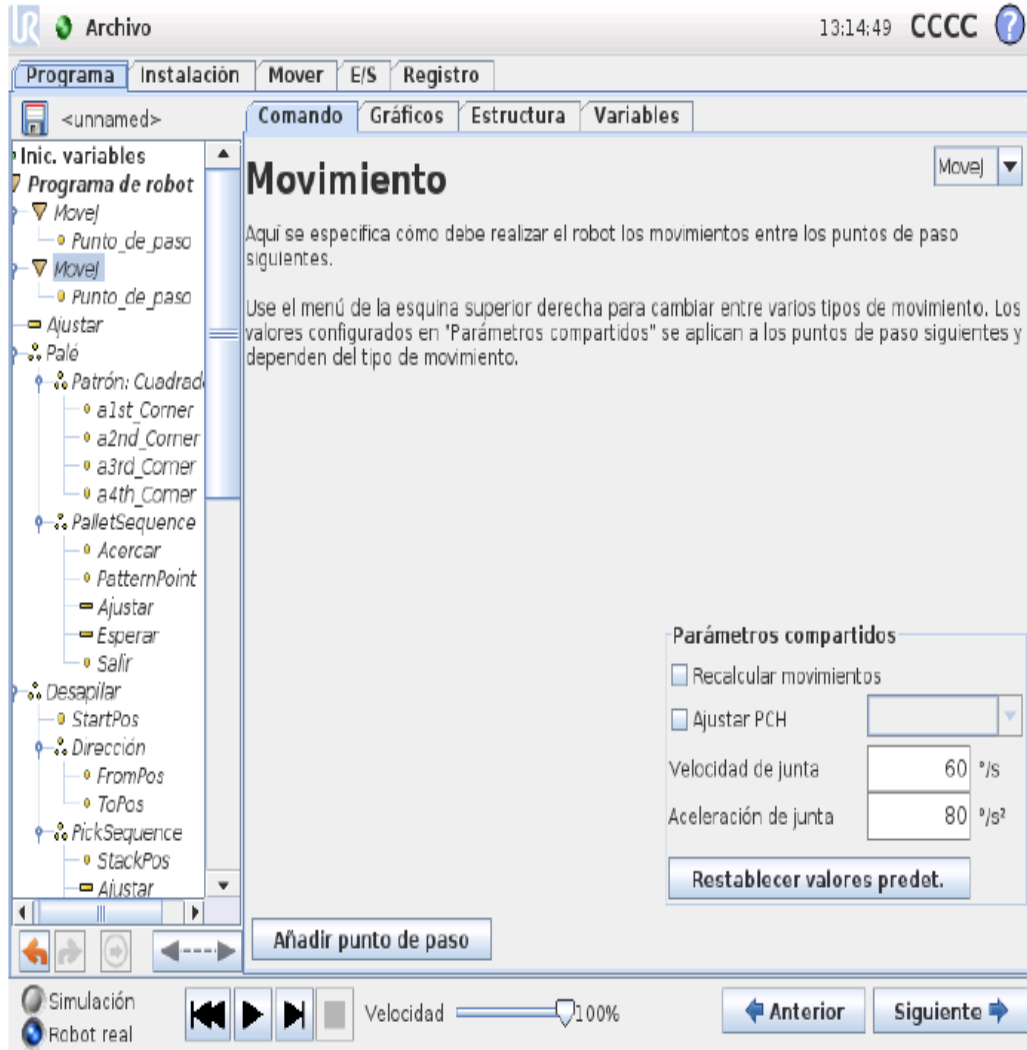 UR Archivo 13:14:49 CCCC ?
Programa Instalación Mover E/S Registro
<unnamed>
Comando Gráficos Estructura Variables
Inic. variables
Programa de robot
MoveJ
Punto_de_paso
MoveJ
Punto_de_paso
Ajustar
Palé
Patrón: Cuadrad
a1st_Corner
a2nd_Corner
a3rd_Corner
a4th_Corner
PalletSequence
Acercar
PatternPoint
Ajustar
Esperar
Salir
Desapilar
StartPos
Dirección
FromPos
ToPos
PickSequence
StackPos
Ajustar
Movimiento
MoveJ
Aquí se especifica cómo debe realizar el robot los movimientos entre los puntos de paso
siguientes.
Use el menú de la esquina superior derecha para cambiar entre varios tipos de movimiento. Los
valores configurados en "Parámetros compartidos" se aplican a los puntos de paso siguientes y
dependen del tipo de movimiento.
Parámetros compartidos
Recalcular movimientos
Ajustar PCH
Velocidad de junta 60 °/s
Aceleración de junta 80 °/s²
Restablecer valores predet.
Añadir punto de paso
Simulación
Robot real
Velocidad 100%
Anterior
Siguiente